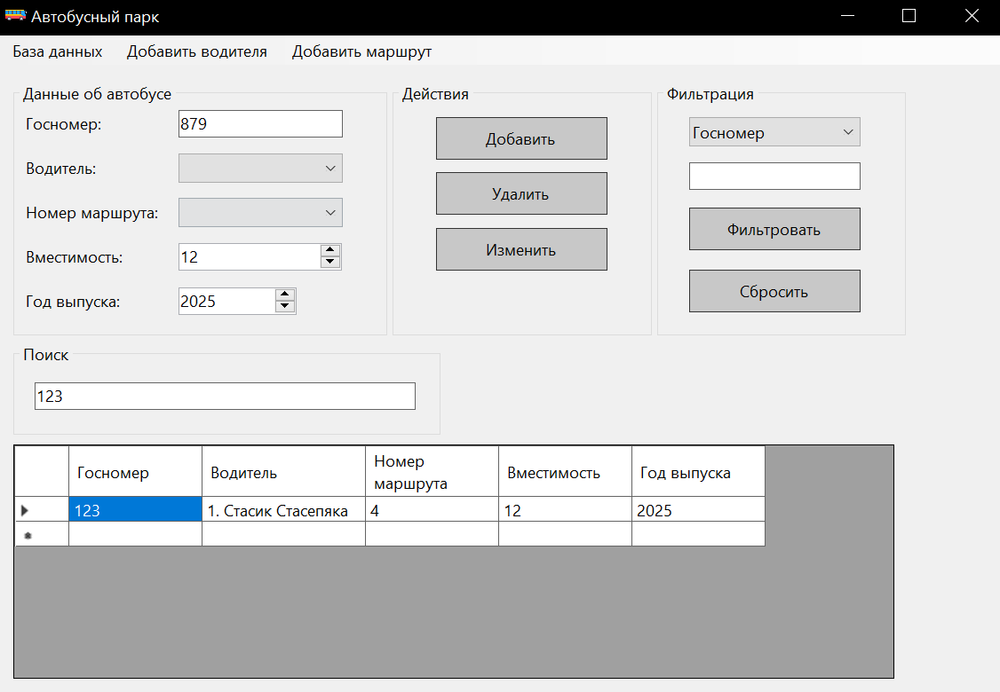 Автобусный парк
База данных Добавить водителя Добавить маршрут
Данные об автобусе
Госномер: 879
Водитель:
Номер маршрута:
Вместимость: 12
Год выпуска: 2025
Действия
Добавить
Удалить
Изменить
Фильтрация
Госномер
Фильтровать
Сбросить
Поиск
123
Госномер Водитель Номер маршрута Вместимость Год выпуска
123 1. Стасик Стасепяка 4 12 2025